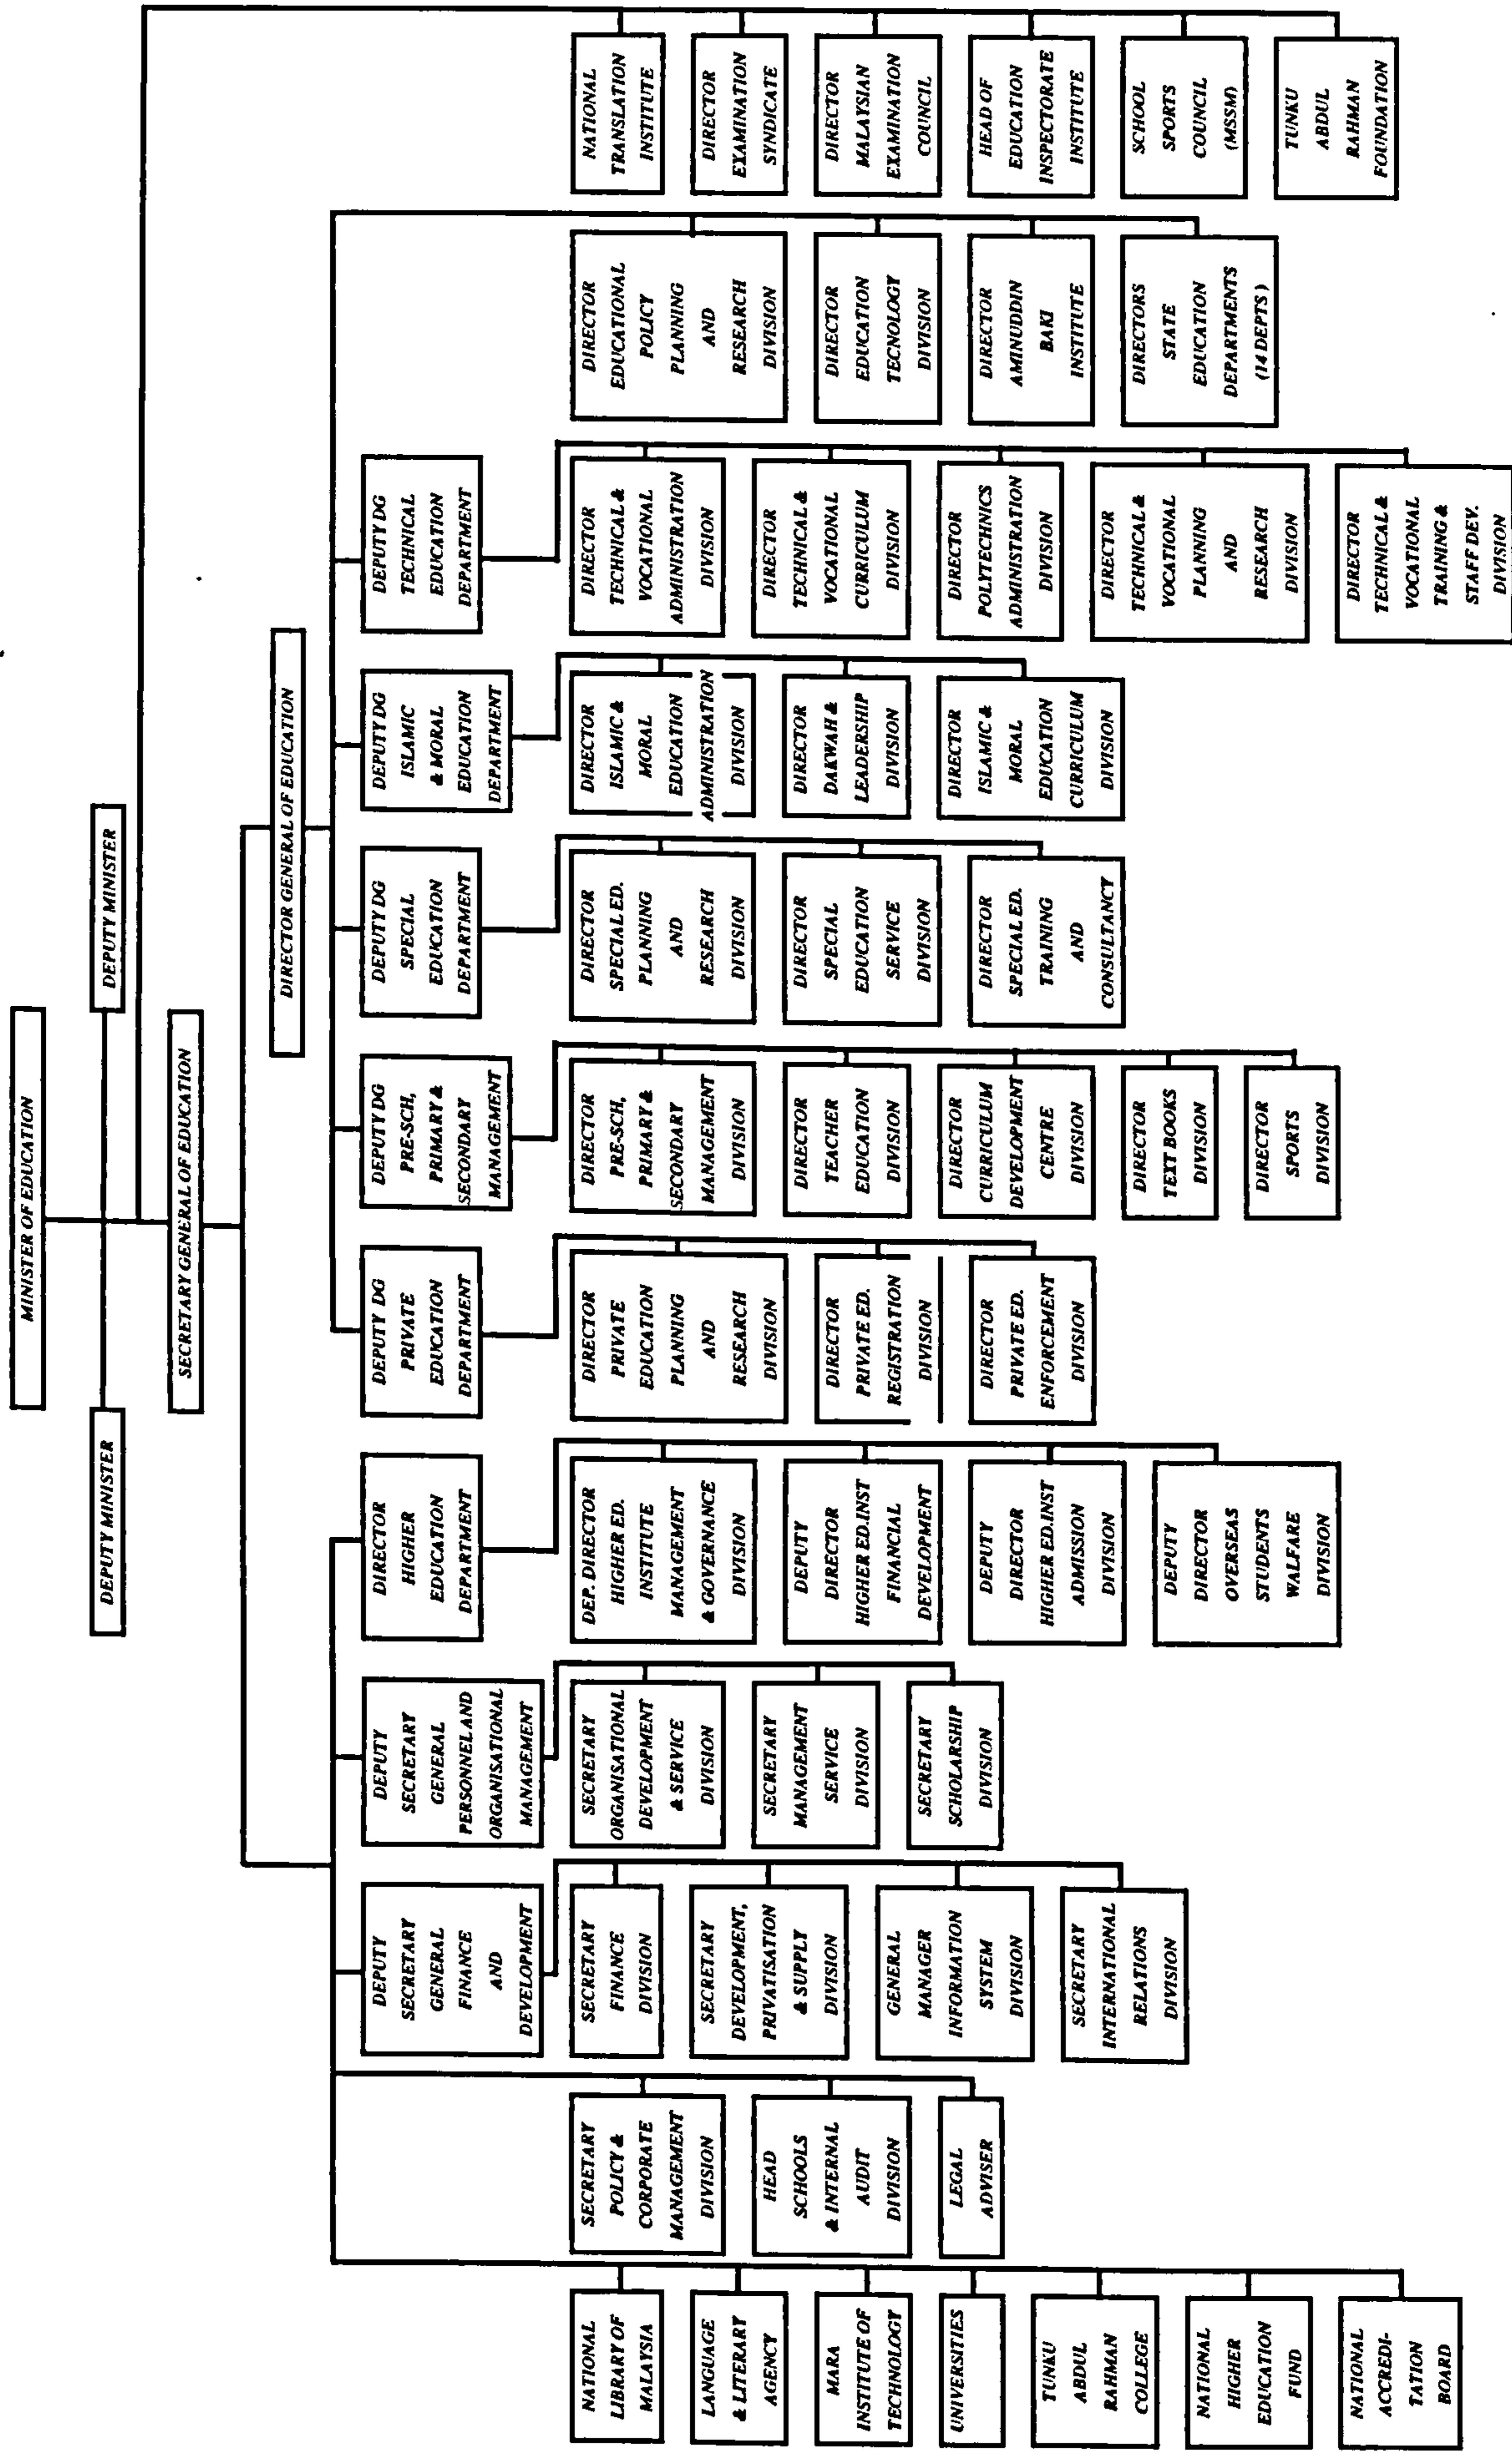 MINISTER OF EDUCATION
DEPUTY MINISTER
DEPUTY MINISTER
SECRETARY GENERAL OF EDUCATION
DIRECTOR GENERAL OF EDUCATION
NATIONAL
LIBRARY OF
MALAYSIA
LANGUAGE
& LITERARY
AGENCY
MARA
INSTITUTE OF
TECHNOLOGY
UNIVERSITIES
TUNKU
ABDUL
RAHMAN
COLLEGE
NATIONAL
HIGHER
EDUCATION
FUND
NATIONAL
ACCREDI-
TATION
BOARD
SECRETARY
POLICY &
CORPORATE
MANAGEMENT
DIVISION
HEAD
SCHOOLS
& INTERNAL
AUDIT
DIVISION
LEGAL
ADVISER
DEPUTY
SECRETARY
GENERAL
FINANCE
AND
DEVELOPMENT
SECRETARY
FINANCE
DIVISION
SECRETARY
DEVELOPMENT,
PRIVATISATION
& SUPPLY
DIVISION
GENERAL
MANAGER
INFORMATION
SYSTEM
DIVISION
SECRETARY
INTERNATIONAL
RELATIONS
DIVISION
DEPUTY
SECRETARY
GENERAL
PERSONNEL AND
ORGANISATIONAL
MANAGEMENT
SECRETARY
ORGANISATIONAL
DEVELOPMENT
& SERVICE
DIVISION
SECRETARY
MANAGEMENT
SERVICE
DIVISION
SECRETARY
SCHOLARSHIP
DIVISION
DIRECTOR
HIGHER
EDUCATION
DEPARTMENT
DEP. DIRECTOR
HIGHER ED.
INSTITUTE
MANAGEMENT
& GOVERNANCE
DIVISION
DEPUTY
DIRECTOR
HIGHER ED.INST
FINANCIAL
DEVELOPMENT
DEPUTY
DIRECTOR
HIGHER ED.INST
ADMISSION
DIVISION
DEPUTY
DIRECTOR
OVERSEAS
STUDENTS
WALFARE
DIVISION
DEPUTY DG
PRIVATE
EDUCATION
DEPARTMENT
DIRECTOR
PRIVATE
EDUCATION
PLANNING
AND
RESEARCH
DIVISION
DIRECTOR
PRIVATE ED.
REGISTRATION
DIVISION
DIRECTOR
PRIVATE ED.
ENFORCEMENT
DIVISION
DEPUTY DG
PRE-SCH,
PRIMARY &
SECONDARY
MANAGEMENT
DIRECTOR
PRE-SCH,
PRIMARY &
SECONDARY
MANAGEMENT
DIVISION
DIRECTOR
TEACHER
EDUCATION
DIVISION
DIRECTOR
CURRICULUM
DEVELOPMENT
CENTRE
DIVISION
DIRECTOR
TEXT BOOKS
DIVISION
DIRECTOR
SPORTS
DIVISION
DEPUTY DG
SPECIAL
EDUCATION
DEPARTMENT
DIRECTOR
SPECIAL ED.
PLANNING
AND
RESEARCH
DIVISION
DIRECTOR
SPECIAL
EDUCATION
SERVICE
DIVISION
DIRECTOR
SPECIAL ED.
TRAINING
AND
CONSULTANCY
DEPUTY DG
ISLAMIC
& MORAL
EDUCATION
DEPARTMENT
DIRECTOR
ISLAMIC &
MORAL
EDUCATION
ADMINISTRATION
DIVISION
DIRECTOR
DAKWAH &
LEADERSHIP
DIVISION
DIRECTOR
ISLAMIC &
MORAL
EDUCATION
CURRICULUM
DIVISION
DEPUTY DG
TECHNICAL
EDUCATION
DEPARTMENT
DIRECTOR
TECHNICAL &
VOCATIONAL
ADMINISTRATION
DIVISION
DIRECTOR
TECHNICAL &
VOCATIONAL
CURRICULUM
DIVISION
DIRECTOR
POLYTECHNICS
ADMINISTRATION
DIVISION
DIRECTOR
TECHNICAL &
VOCATIONAL
PLANNING
AND
RESEARCH
DIVISION
DIRECTOR
TECHNICAL &
VOCATIONAL
TRAINING &
STAFF DEV.
DIVISION
DIRECTOR
EDUCATIONAL
POLICY
PLANNING
AND
RESEARCH
DIVISION
DIRECTOR
EDUCATION
TECNOLOGY
DIVISION
DIRECTOR
AMINUDDIN
BAKI
INSTITUTE
DIRECTORS
STATE
EDUCATION
DEPARTMENTS
(14 DEPTS )
NATIONAL
TRANSLATION
INSTITUTE
DIRECTOR
EXAMINATION
SYNDICATE
DIRECTOR
MALAYSIAN
EXAMINATION
COUNCIL
HEAD OF
EDUCATION
INSPECTORATE
INSTITUTE
SCHOOL
SPORTS
COUNCIL
(MSSM)
TUNKU
ABDUL
RAHMAN
FOUNDATION